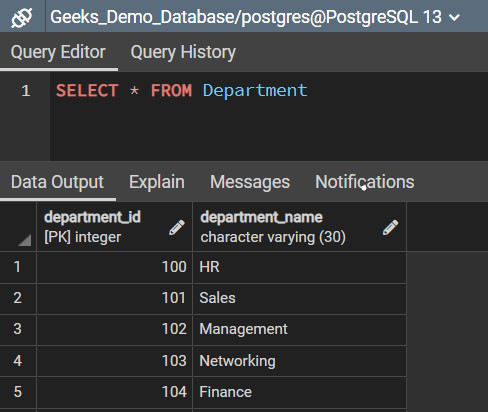 Geeks_Demo_Database/postgres@PostgreSQL 13
Query Editor Query History
1 SELECT * FROM Department
Data Output Explain Messages Notifications
department_id department_name
[PK] integer character varying (30)
1 100 HR
2 101 Sales
3 102 Management
4 103 Networking
5 104 Finance